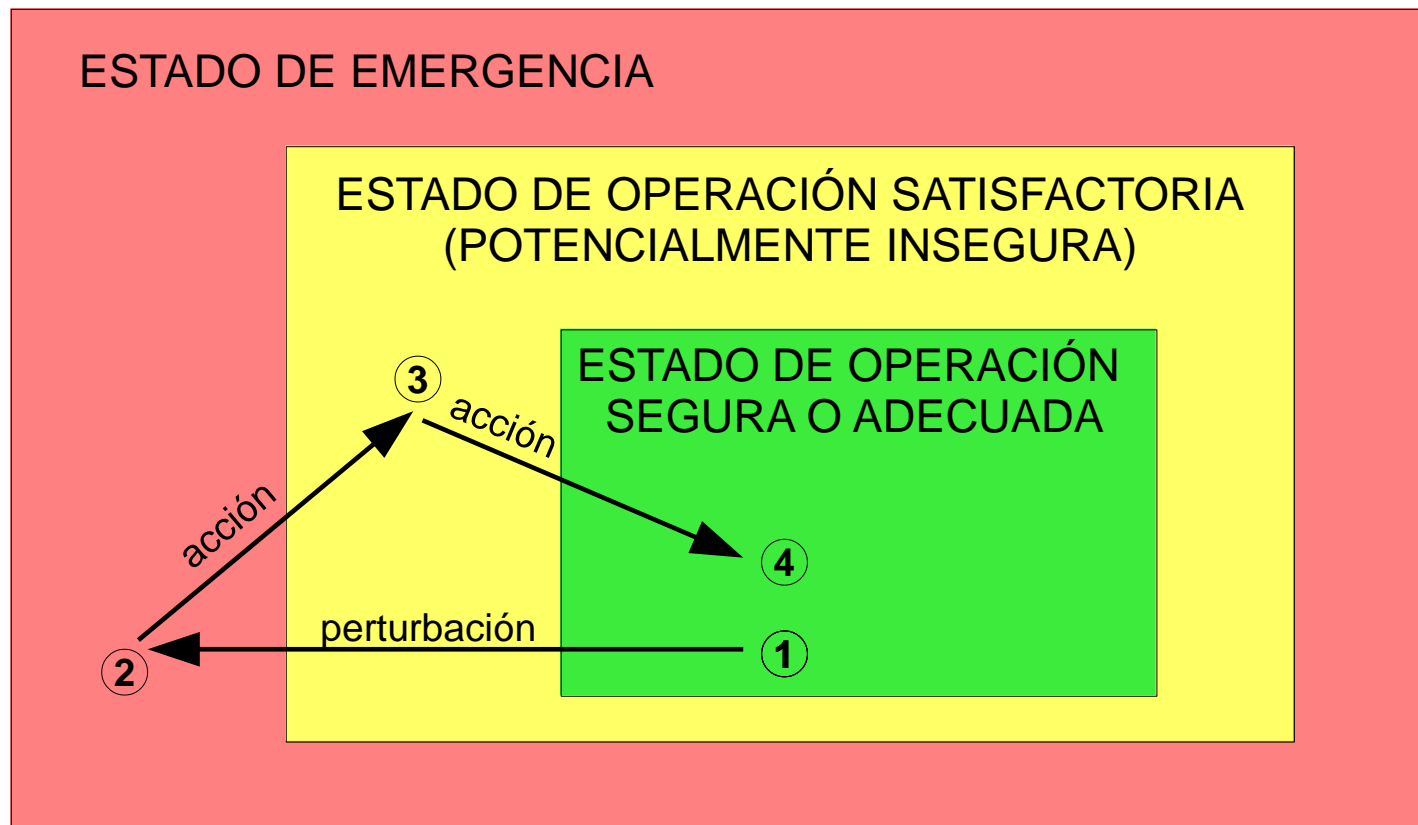 ESTADO DE EMERGENCIA
ESTADO DE OPERACIÓN SATISFACTORIA
(POTENCIALMENTE INSEGURA)
ESTADO DE OPERACIÓN
SEGURA O ADECUADA
3
acción
acción
4
perturbación
1
2